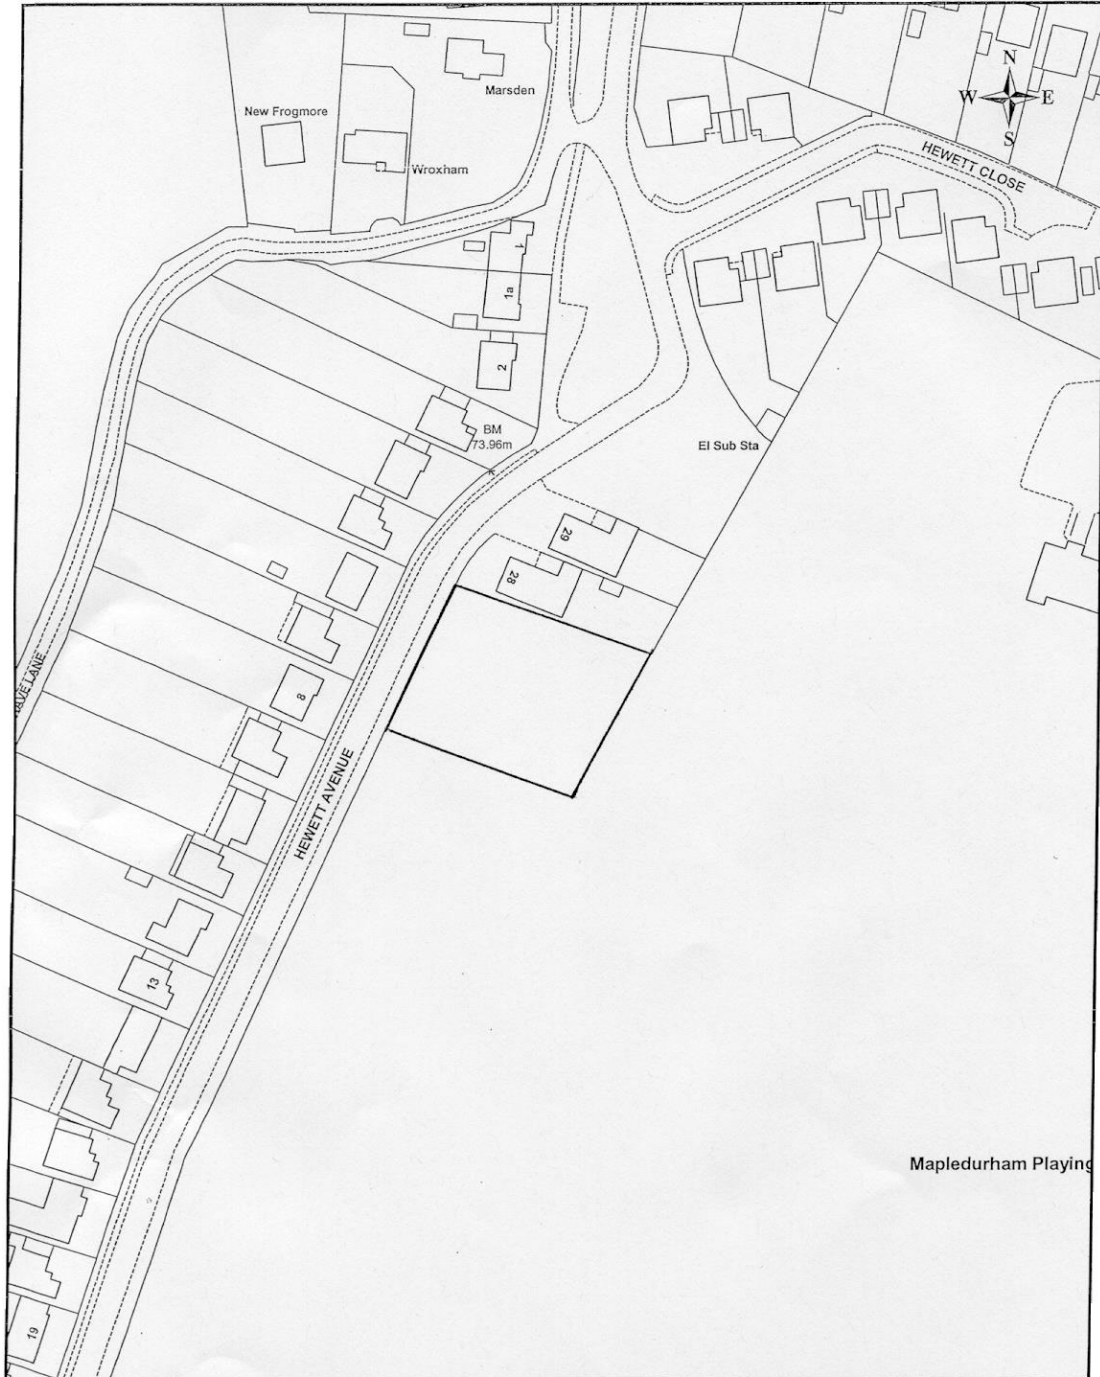 Marsden
New Frogmore
Wroxham
N
W
E
S
HEWETT CLOSE
1
1a
2
BM
73.96m
El Sub Sta
29
28
8
HEWETT AVENUE
13
Mapledurham Playing
19